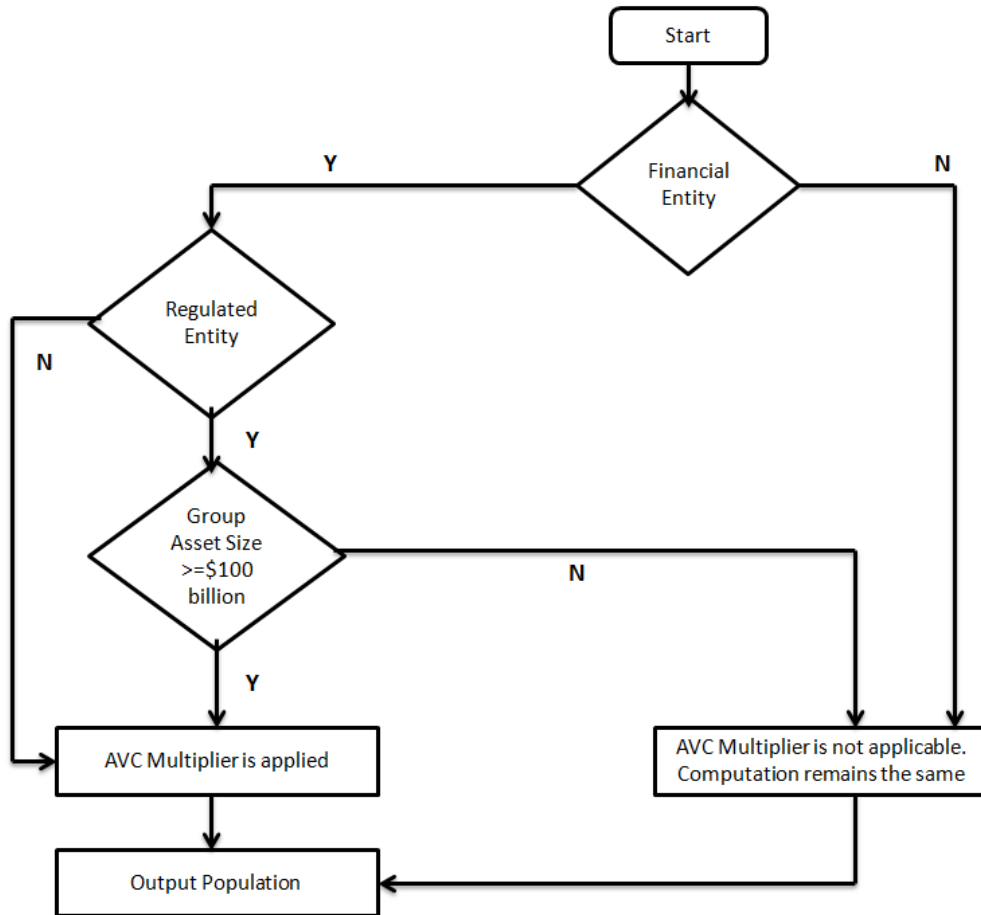 Start
Financial
Entity
Y
N
Regulated
Entity
N
Y
Group
Asset Size
>=$100
billion
N
Y
AVC Multiplier is applied
AVC Multiplier is not applicable.
Computation remains the same
Output Population